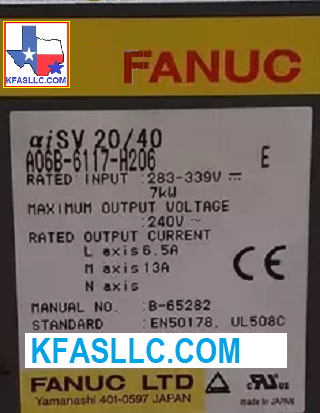 KFASLLC.COM
FANUC
αiSV 20/40
A06B-6117-H206 E
RATED INPUT : 283-339V ⎓
7kW
MAXIMUM OUTPUT VOLTAGE
: 240V ~
RATED OUTPUT CURRENT
L axis 6.5A
M axis 13A
N axis
MANUAL NO. : B-65282
STANDARD : EN50178, UL508C
CE
KFASLLC.COM
FANUC LTD
Yamanashi 401-0597 JAPAN
c UL us
made in JAPAN